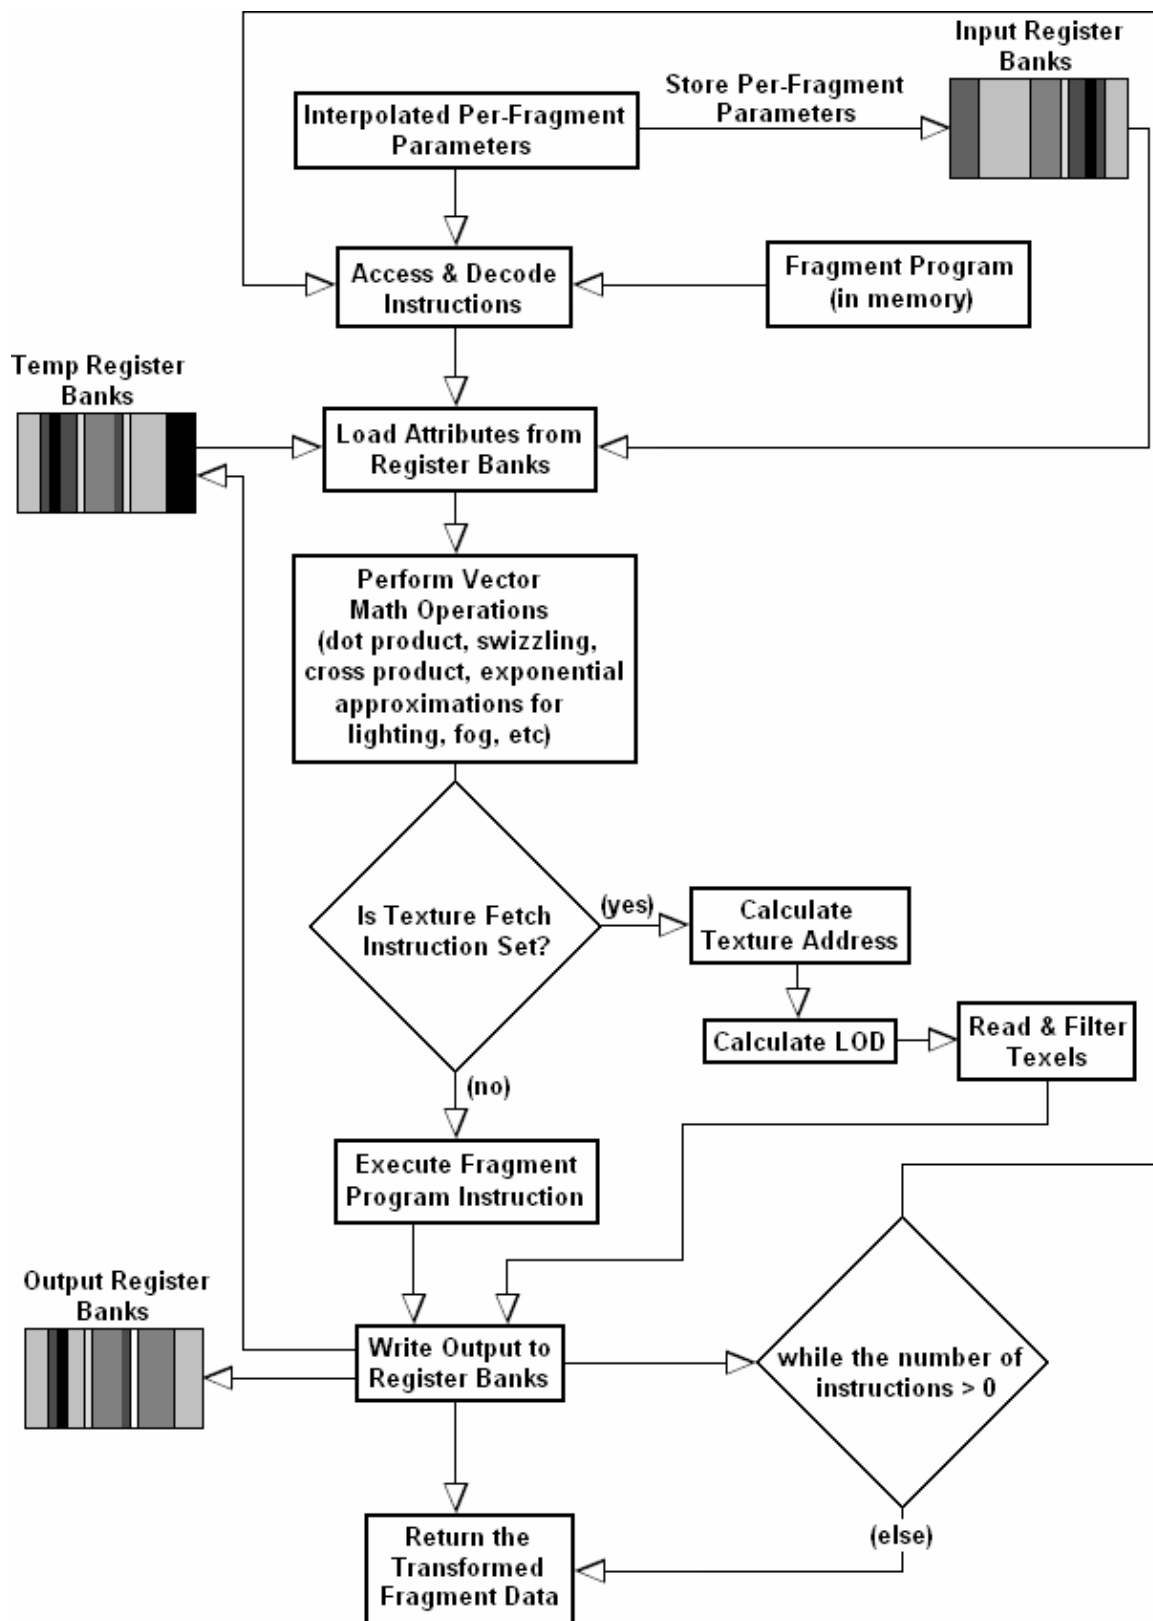 Input Register
Banks
Store Per-Fragment
Parameters
Interpolated Per-Fragment
Parameters
Access & Decode
Instructions
Fragment Program
(in memory)
Temp Register
Banks
Load Attributes from
Register Banks
Perform Vector
Math Operations
(dot product, swizzling,
cross product, exponential
approximations for
lighting, fog, etc)
Is Texture Fetch
Instruction Set?
(yes)
Calculate
Texture Address
Calculate LOD
Read & Filter
Texels
(no)
Execute Fragment
Program Instruction
Output Register
Banks
Write Output to
Register Banks
while the number of
instructions > 0
(else)
Return the
Transformed
Fragment Data